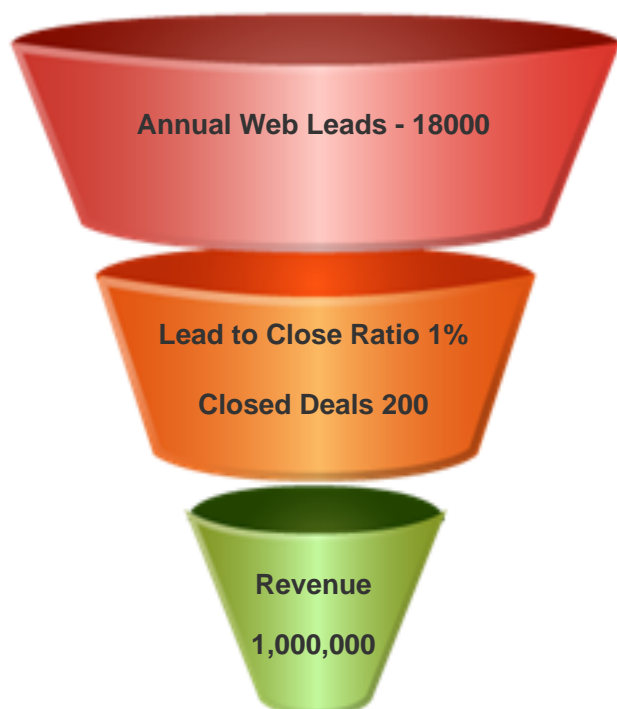 Annual Web Leads - 18000
Lead to Close Ratio 1%
Closed Deals 200
Revenue
1,000,000